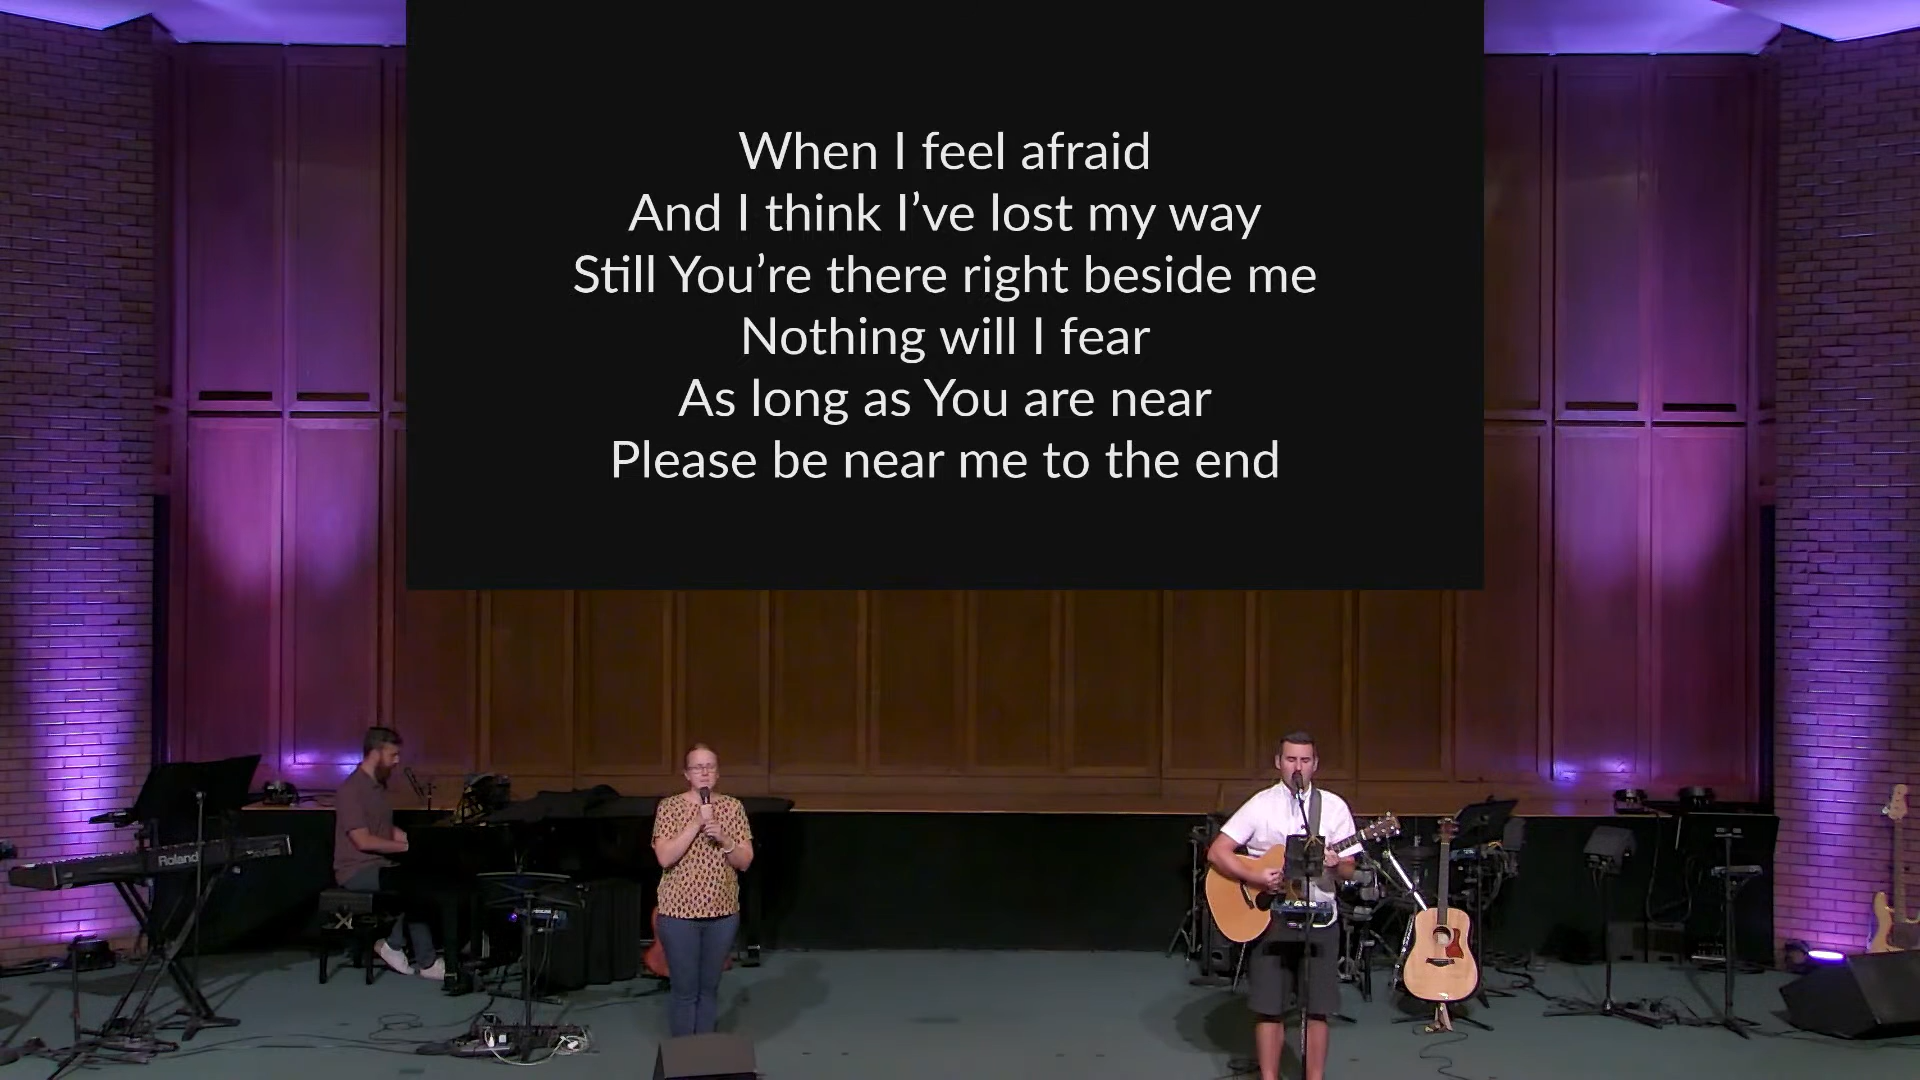 When I feel afraid
And I think I’ve lost my way
Still You’re there right beside me
Nothing will I fear
As long as You are near
Please be near me to the end
Roland